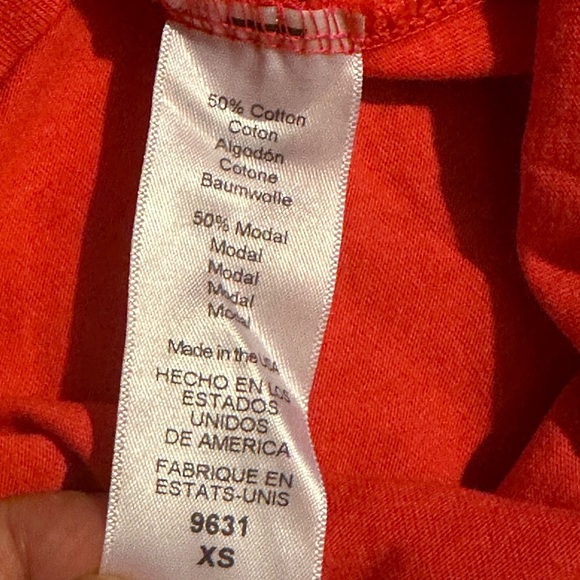 50% Cotton
Coton
Algodón
Cotone
Baumwolle
50% Modal
Modal
Modal
Modal
Modal
Made in the USA
HECHO EN LOS
ESTADOS
UNIDOS
DE AMERICA
FABRIQUE EN
ESTATS-UNIS
9631
XS